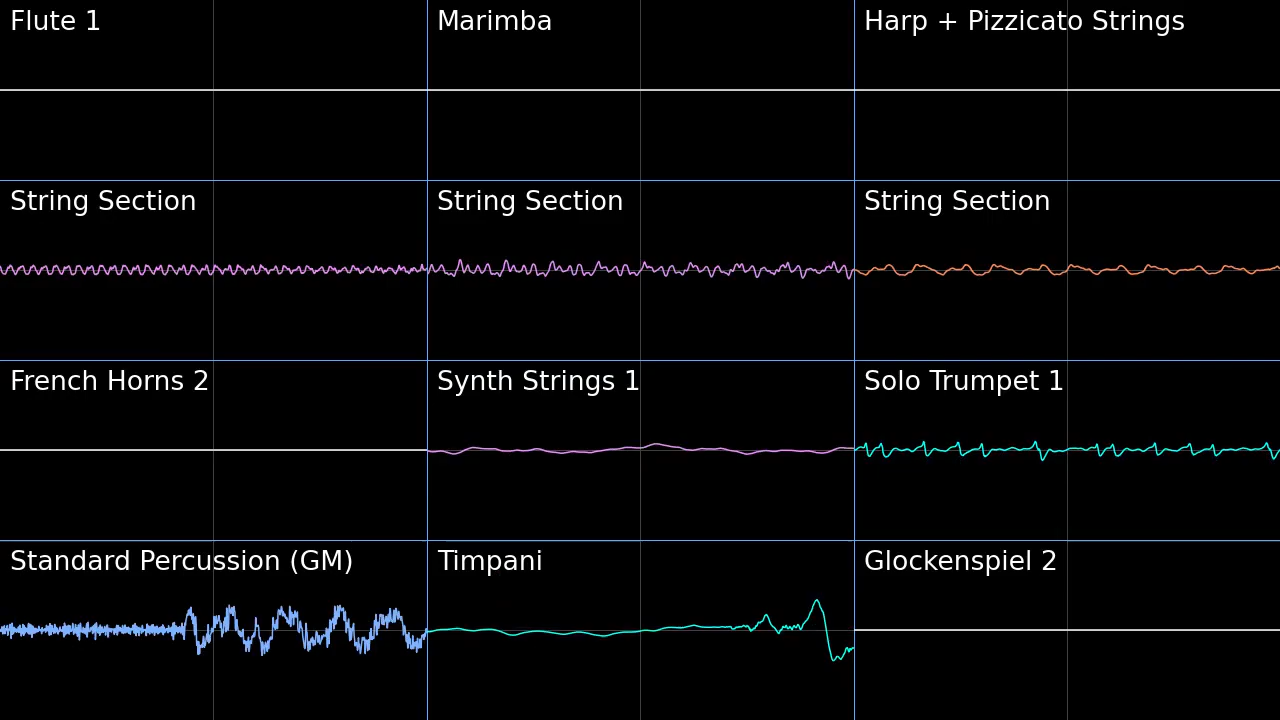 Flute 1
Marimba
Harp + Pizzicato Strings
String Section
String Section
String Section
French Horns 2
Synth Strings 1
Solo Trumpet 1
Standard Percussion (GM)
Timpani
Glockenspiel 2